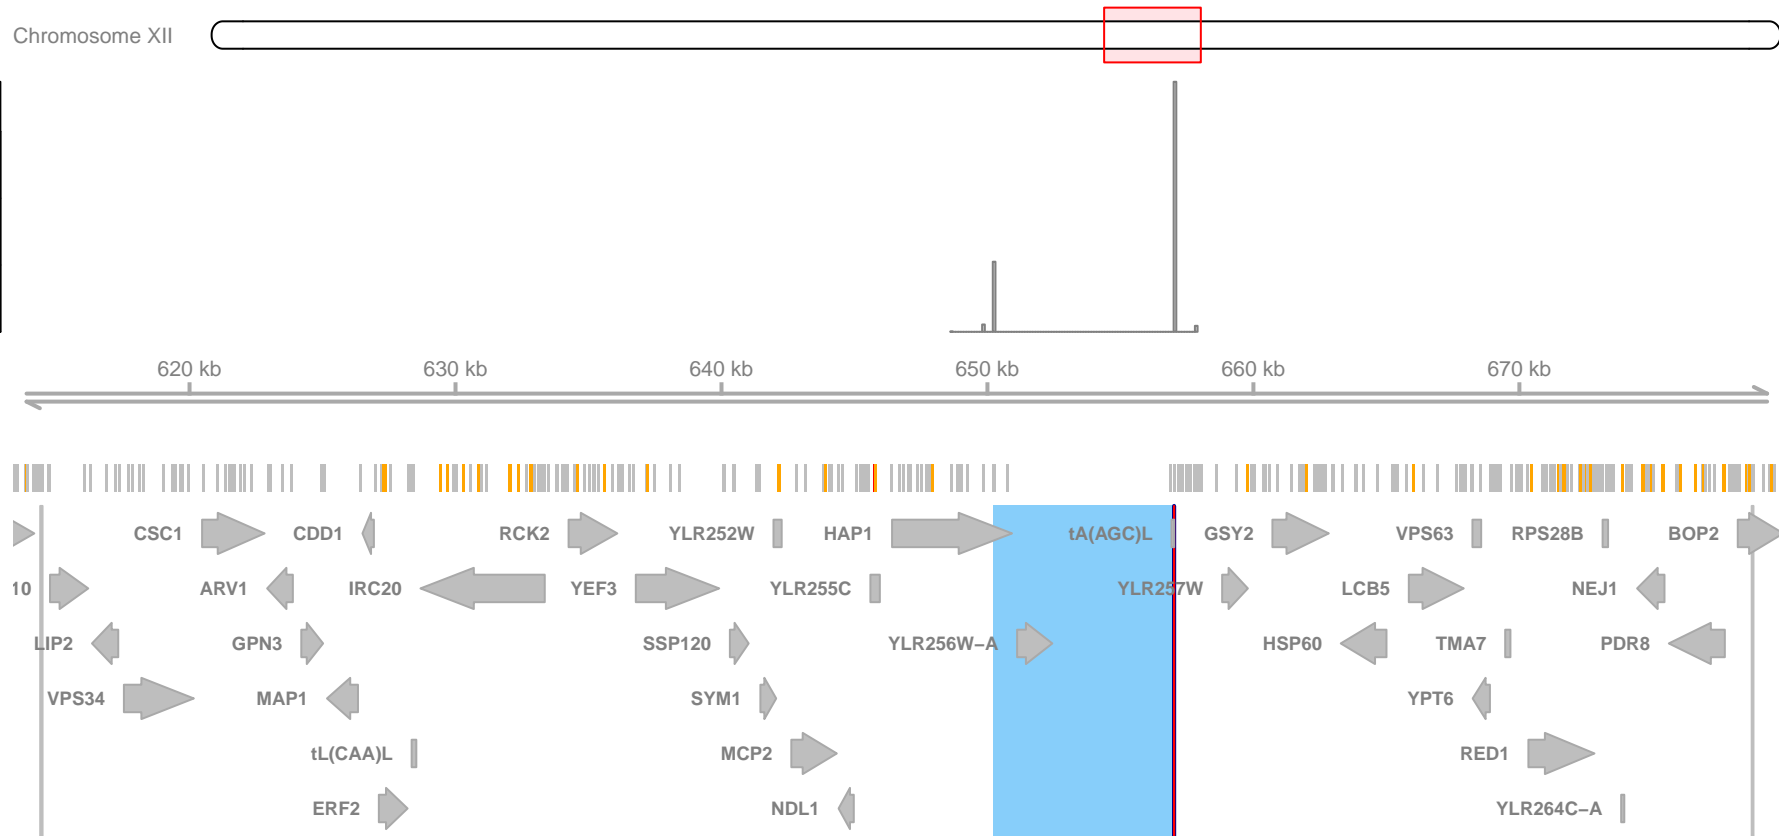 Chromosome XII
620 kb 630 kb 640 kb 650 kb 660 kb 670 kb
CSC1 CDD1 RCK2 YLR252W HAP1 tA(AGC)L GSY2 VPS63 RPS28B BOP2
10 ARV1 IRC20 YEF3 YLR255C YLR257W LCB5 NEJ1
LIP2 GPN3 SSP120 YLR256W−A HSP60 TMA7 PDR8
VPS34 MAP1 SYM1 YPT6
tL(CAA)L MCP2 RED1
ERF2 NDL1 YLR264C−A